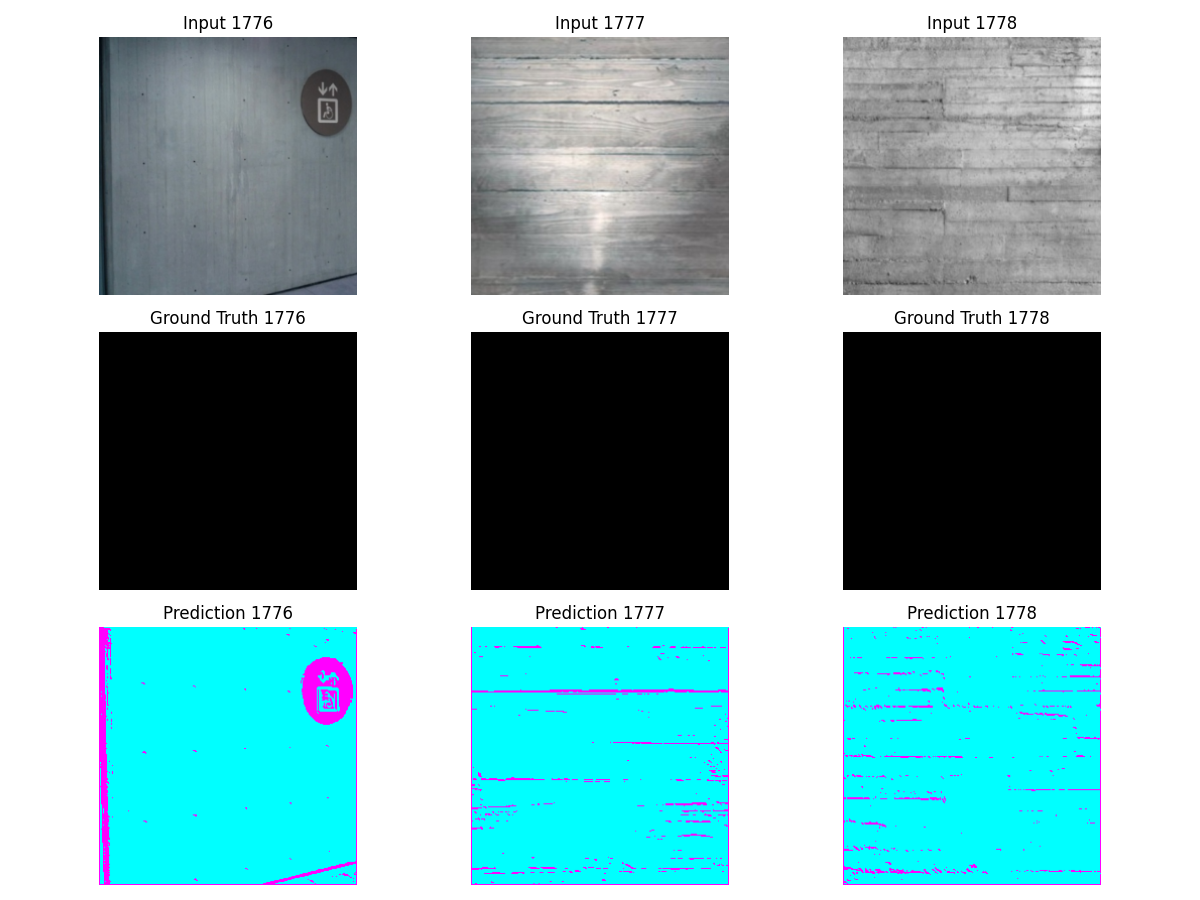 Input 1776
Input 1777
Input 1778
Ground Truth 1776
Ground Truth 1777
Ground Truth 1778
Prediction 1776
Prediction 1777
Prediction 1778